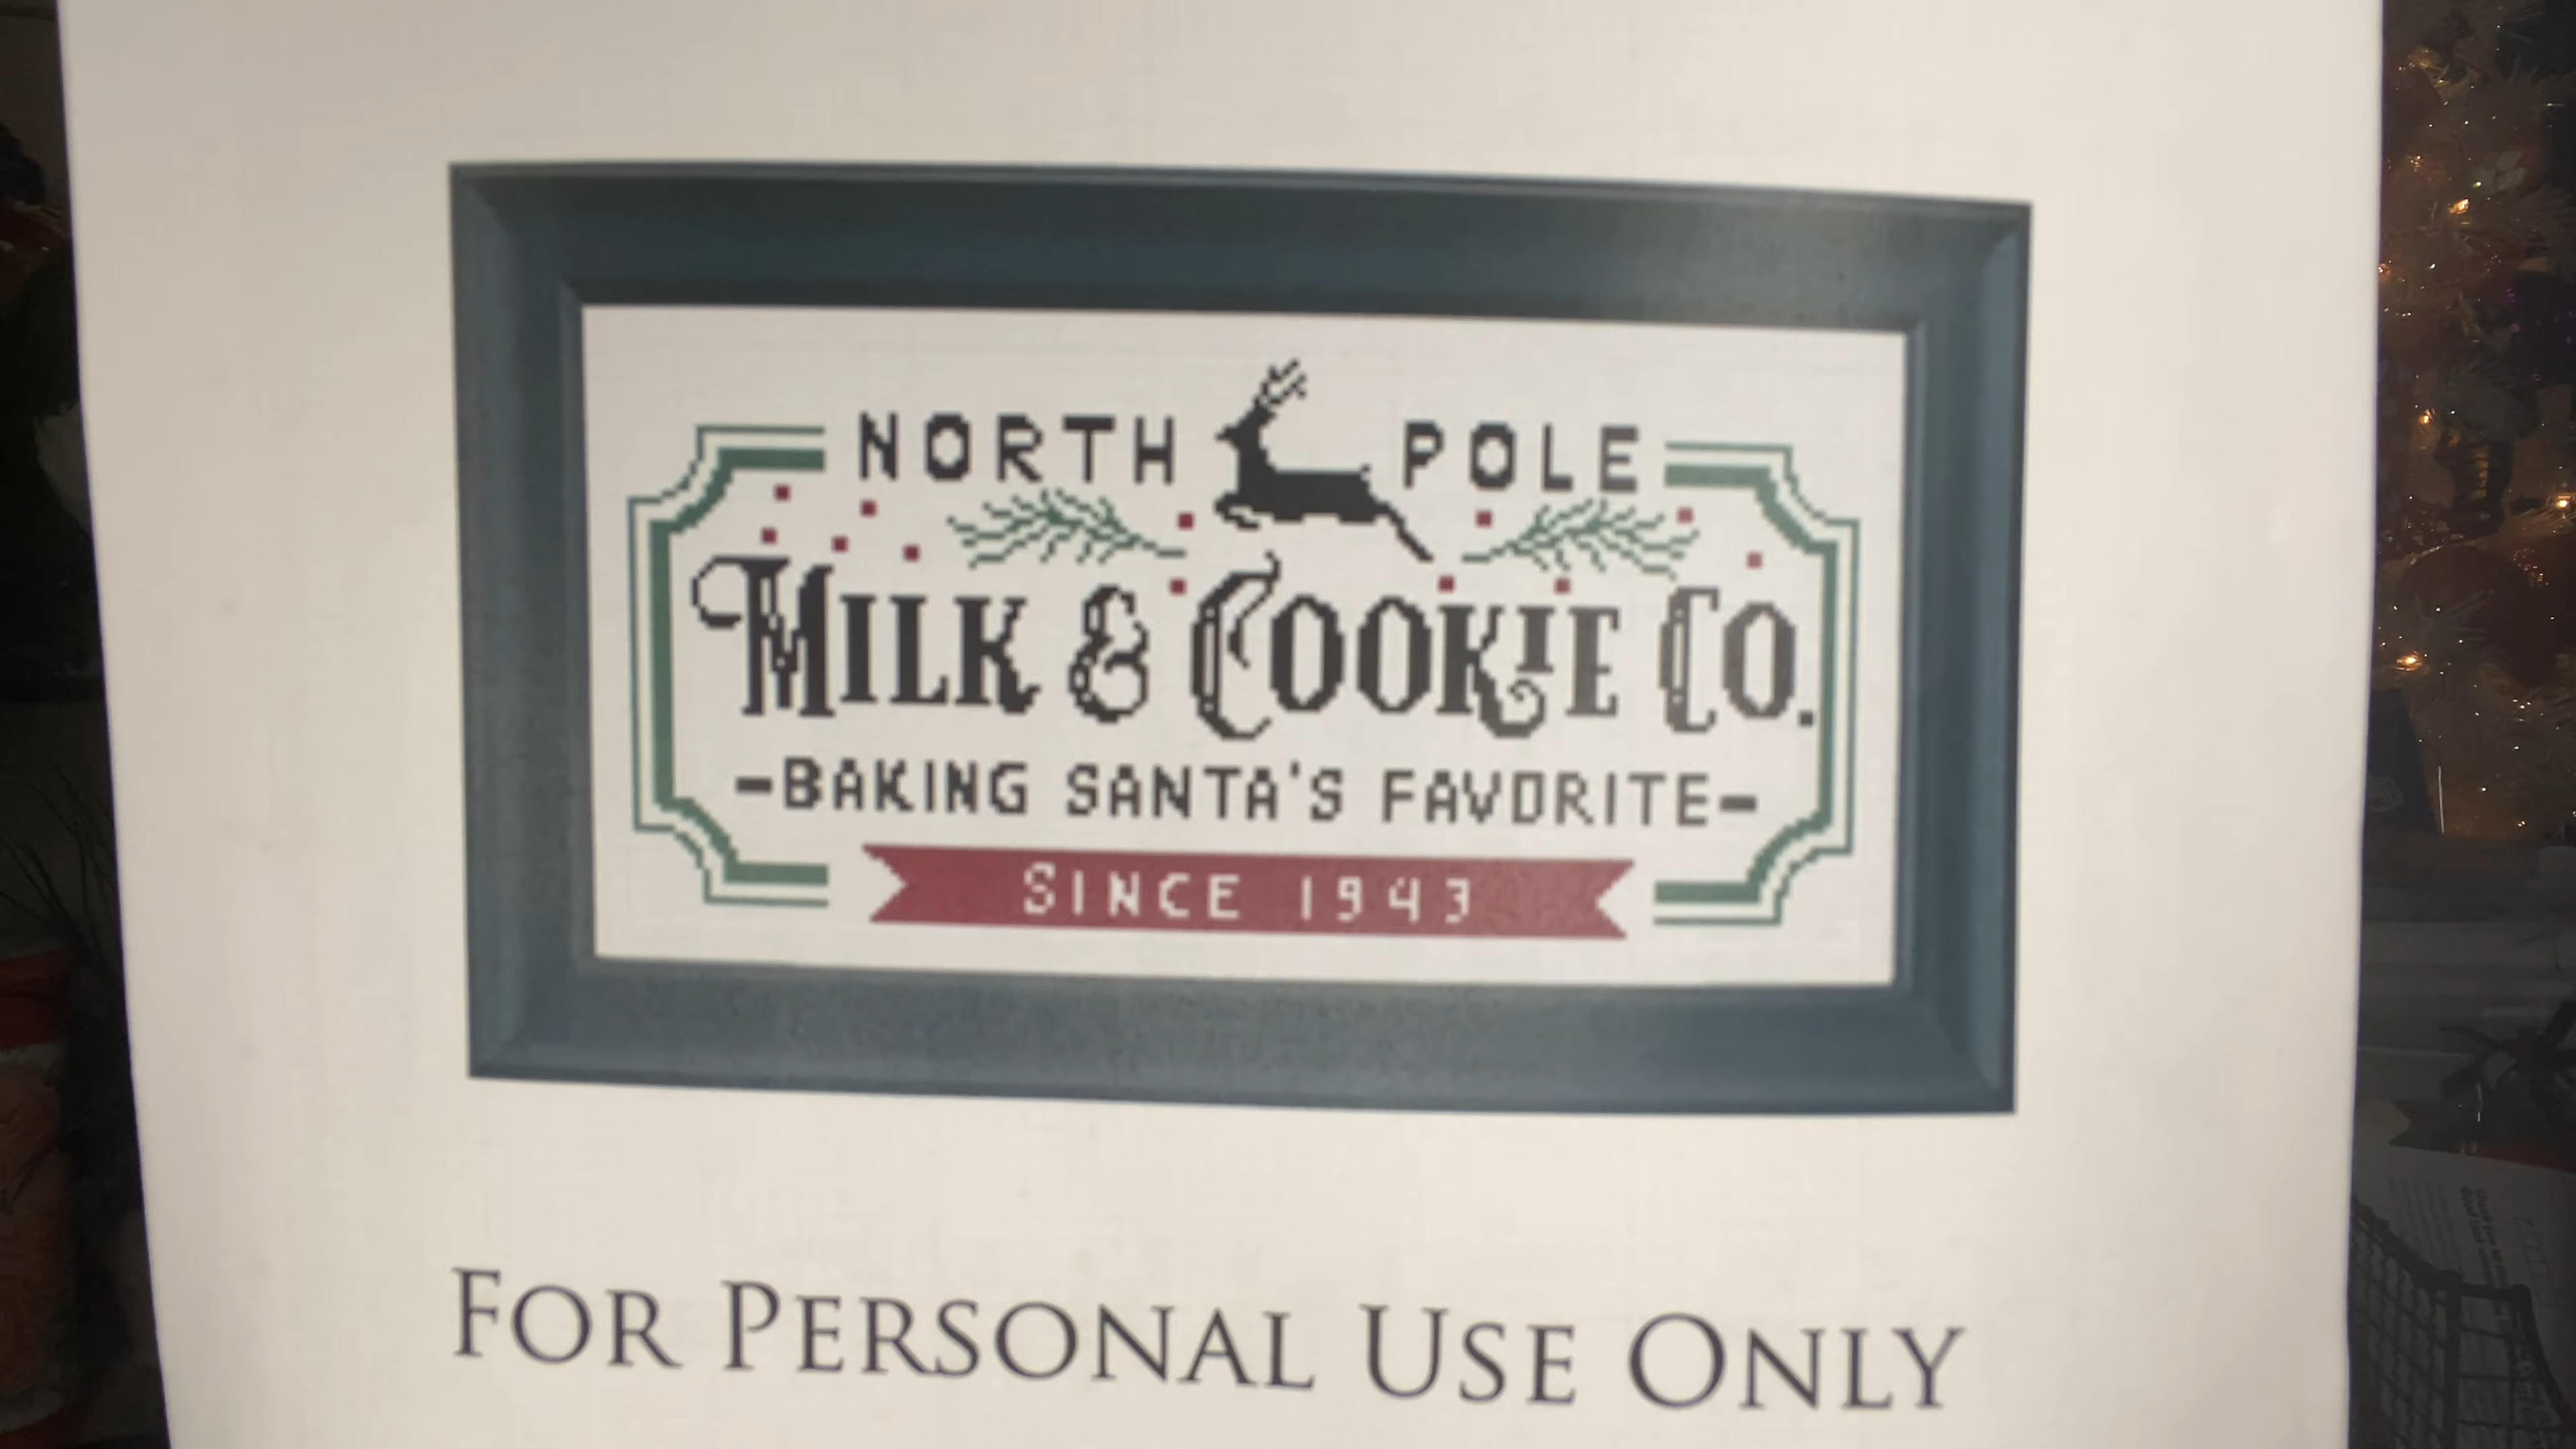 NORTH POLE
MILK & COOKIE CO.
-BAKING SANTA'S FAVORITE-
SINCE 1943
FOR PERSONAL USE ONLY